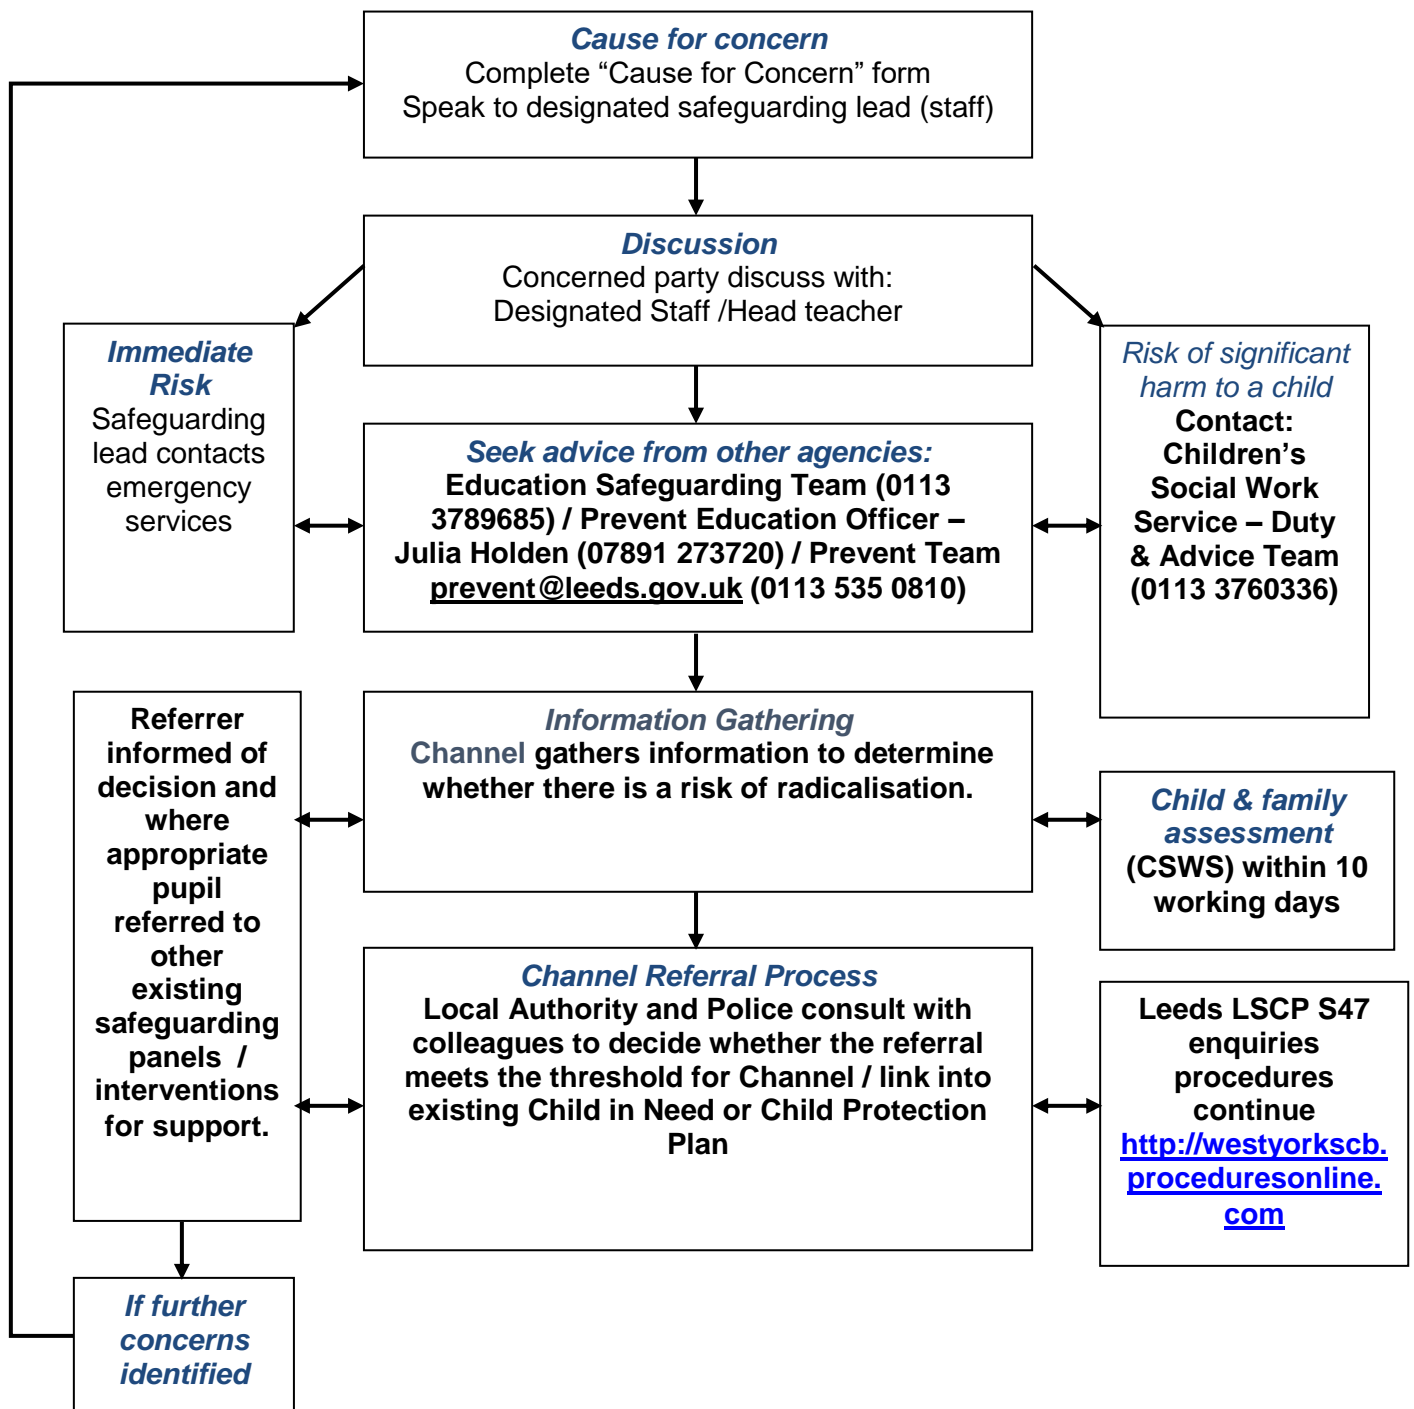 Cause for concern
Complete “Cause for Concern” form
Speak to designated safeguarding lead (staff)
Discussion
Concerned party discuss with:
Designated Staff /Head teacher
Immediate
Risk
Safeguarding
lead contacts
emergency
services
Seek advice from other agencies:
Education Safeguarding Team (0113
3789685) / Prevent Education Officer –
Julia Holden (07891 273720) / Prevent Team
prevent@leeds.gov.uk (0113 535 0810)
Risk of significant
harm to a child
Contact:
Children’s
Social Work
Service – Duty
& Advice Team
(0113 3760336)
Referrer
informed of
decision and
where
appropriate
pupil
referred to
other
existing
safeguarding
panels /
interventions
for support.
Information Gathering
Channel gathers information to determine
whether there is a risk of radicalisation.
Child & family
assessment
(CSWS) within 10
working days
Channel Referral Process
Local Authority and Police consult with
colleagues to decide whether the referral
meets the threshold for Channel / link into
existing Child in Need or Child Protection
Plan
Leeds LSCP S47
enquiries
procedures
continue
http://westyorkscb.
proceduresonline.
com
If further
concerns
identified